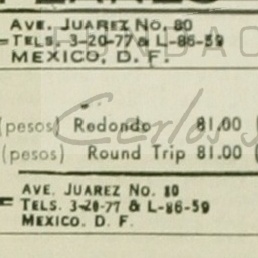 AVE. JUAREZ NO. 80
TELS. 3-20-77 & L-86-59
MEXICO, D. F.
(pesos) Redondo 81.00 (
(pesos) Round Trip 81.00 (
AVE. JUAREZ NO. 80
TELS. 3-20-77 & L-86-59
MEXICO. D. F.
Carlos